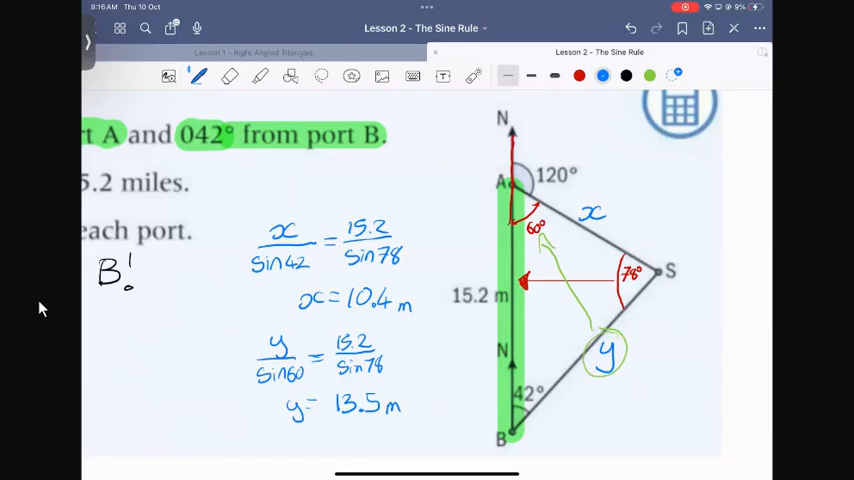 8:16 AM Thu 10 Oct
9%
Lesson 2 - The Sine Rule
Lesson 1 - Right Angled Triangles
Lesson 2 - The Sine Rule
rt A and 042° from port B.
5.2 miles.
each port.
B!
x/sin42 = 15.2/sin78
x = 10.4 m
y/sin60 = 15.2/sin78
y = 13.5 m
N
A 120°
x
60°
78° S
15.2 m
y
N
42°
B